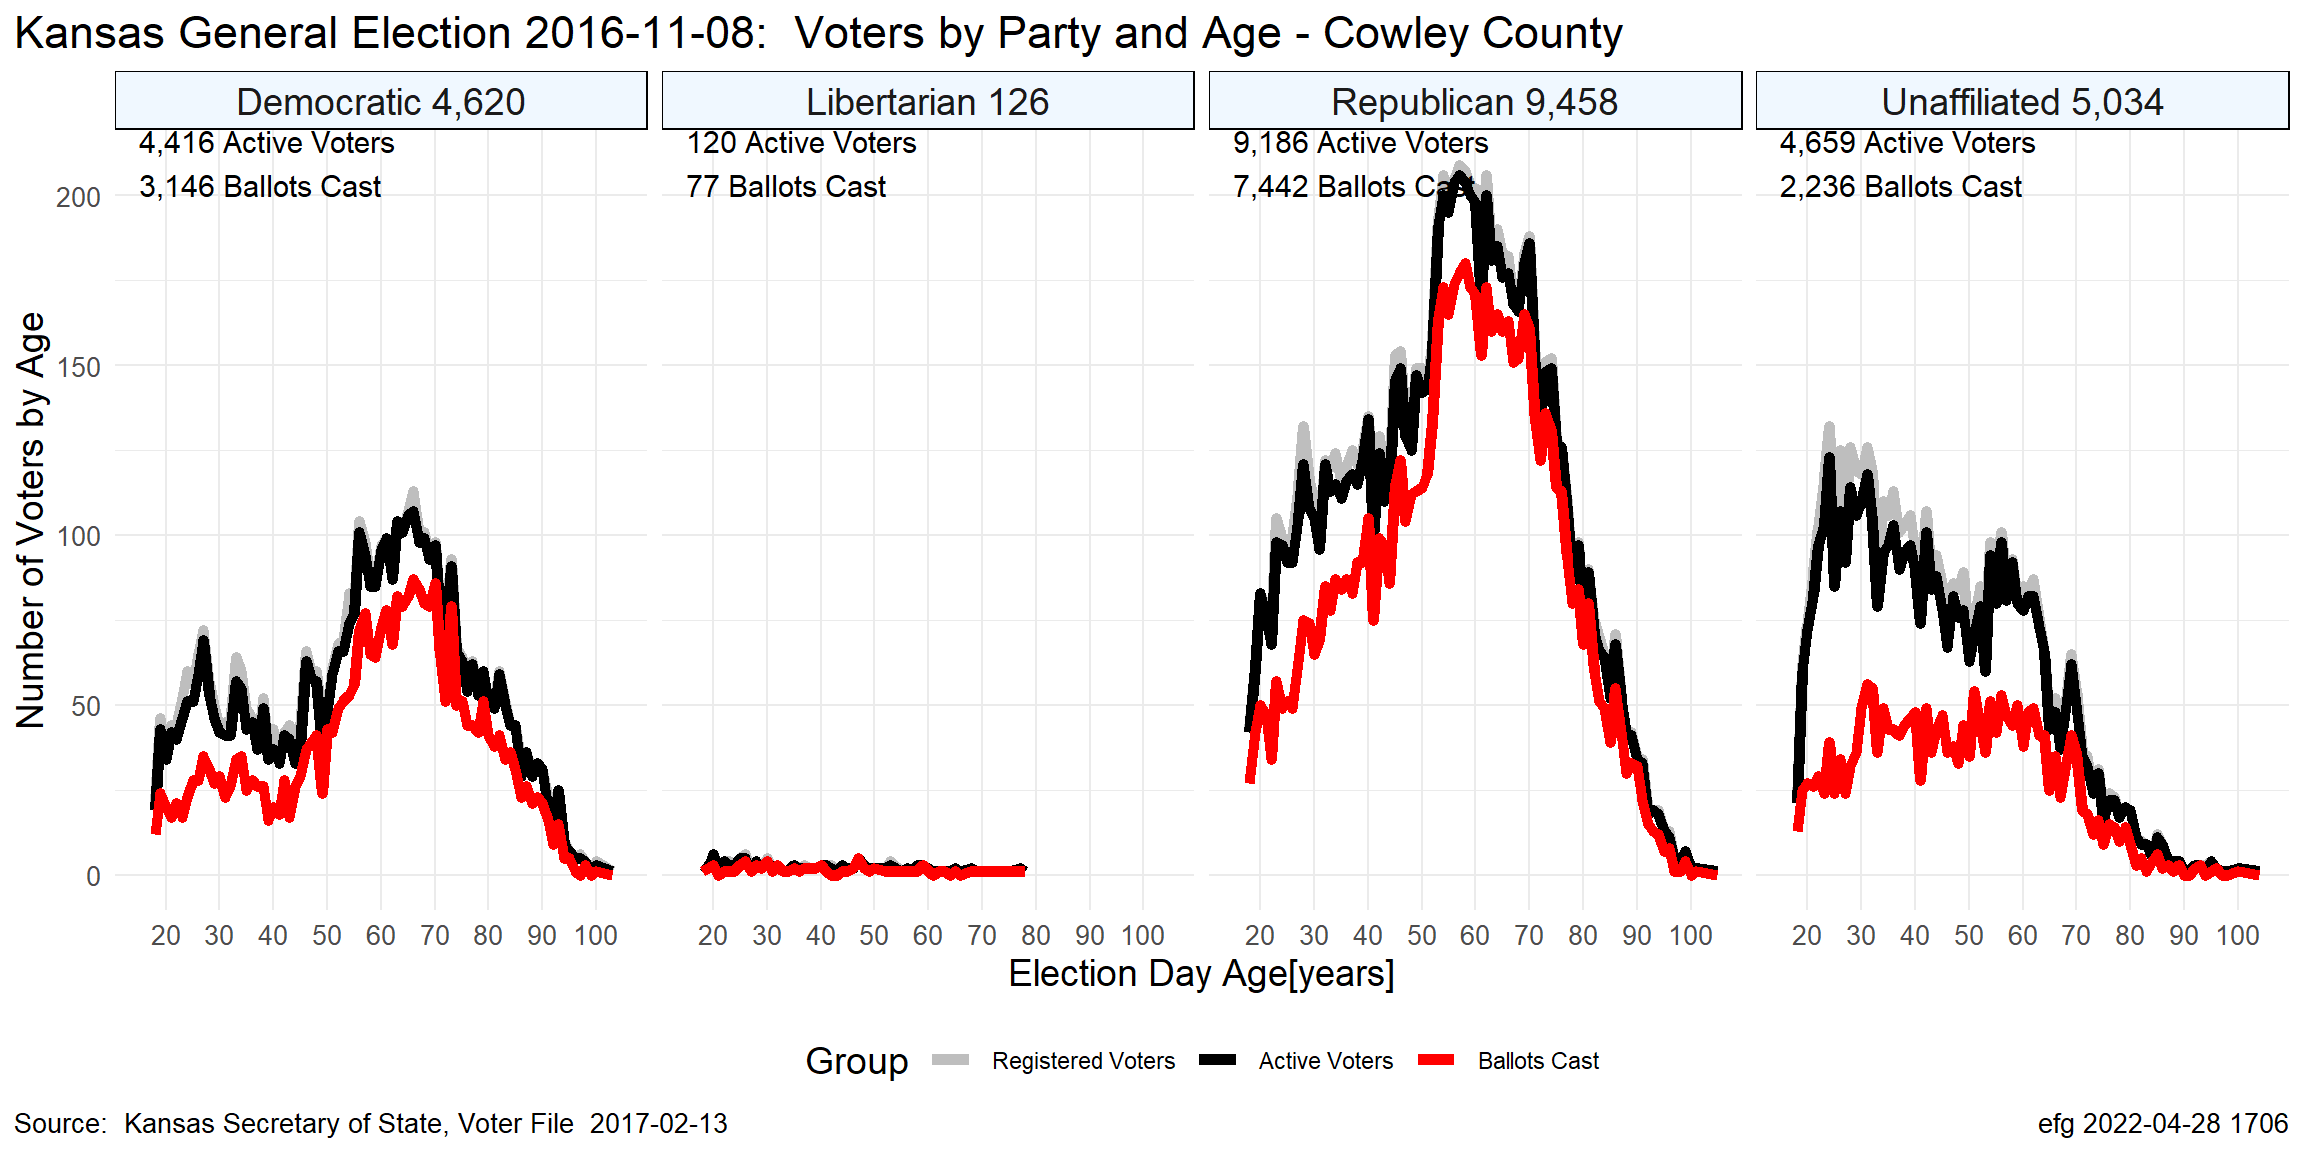 Kansas General Election 2016-11-08:  Voters by Party and Age - Cowley County
Democratic 4,620
Libertarian 126
Republican 9,458
Unaffiliated 5,034
4,416 Active Voters
3,146 Ballots Cast
120 Active Voters
77 Ballots Cast
9,186 Active Voters
7,442 Ballots Cast
4,659 Active Voters
2,236 Ballots Cast
Number of Voters by Age
200
150
100
50
0
20 30 40 50 60 70 80 90 100
20 30 40 50 60 70 80 90 100
20 30 40 50 60 70 80 90 100
20 30 40 50 60 70 80 90 100
Election Day Age[years]
Group Registered Voters Active Voters Ballots Cast
Source:  Kansas Secretary of State, Voter File  2017-02-13
efg 2022-04-28 1706